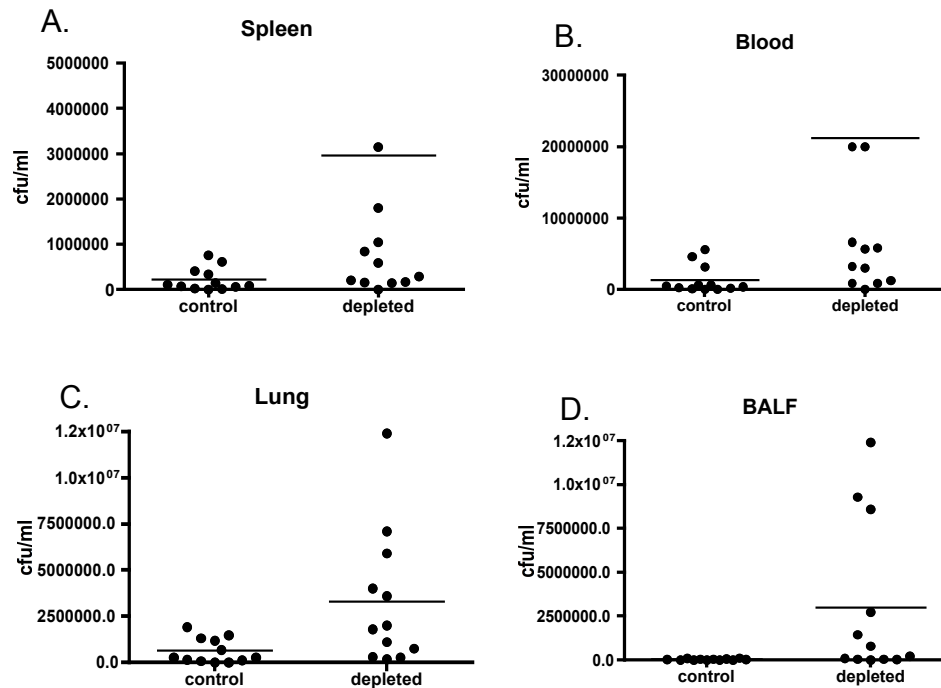 A.
Spleen
5000000
4000000
3000000
2000000
1000000
0
cfu/ml
control depleted
B.
Blood
30000000
20000000
10000000
0
cfu/ml
control depleted
C.
Lung
1.2x10⁰⁷
1.0x10⁰⁷
7500000.0
5000000.0
2500000.0
0.0
cfu/ml
control depleted
D.
BALF
1.2x10⁰⁷
1.0x10⁰⁷
7500000.0
5000000.0
2500000.0
0.0
cfu/ml
control depleted